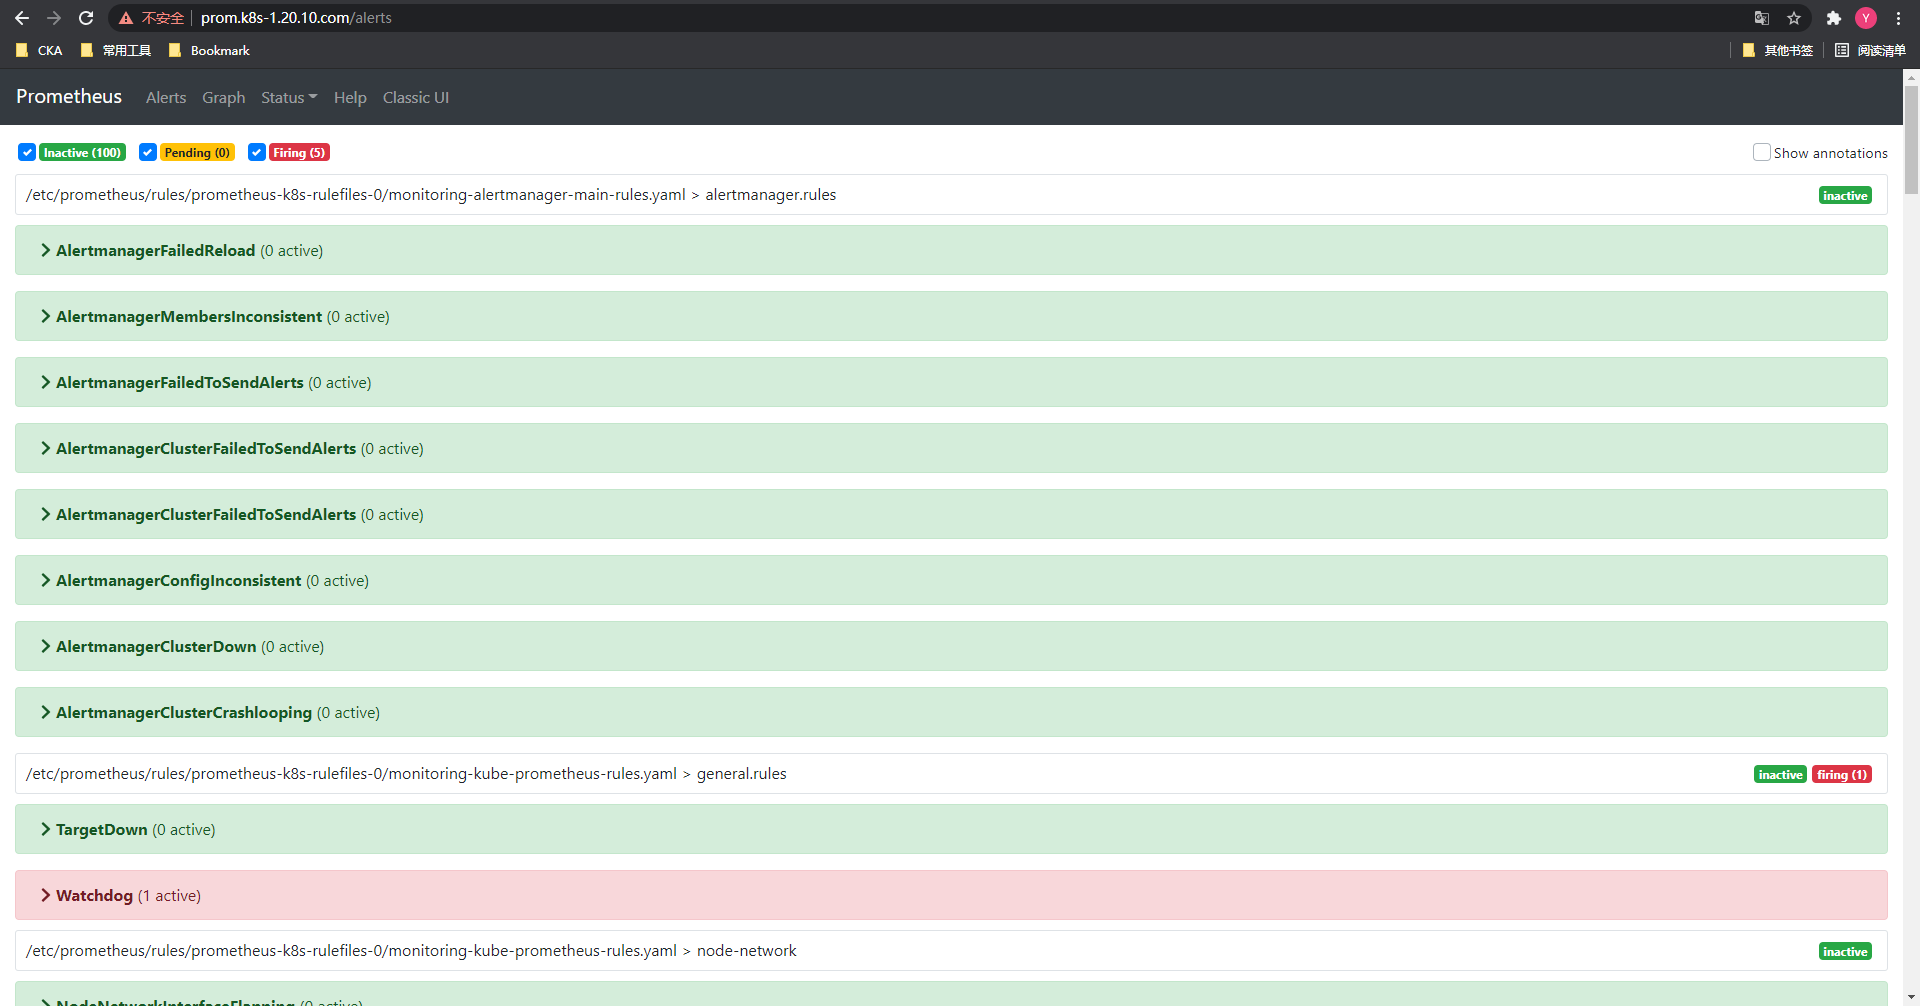 不安全 prom.k8s-1.20.10.com/alerts
CKA 常用工具 Bookmark 其他书签 阅读清单
Prometheus Alerts Graph Status Help Classic UI
Inactive (100) Pending (0) Firing (5) Show annotations
/etc/prometheus/rules/prometheus-k8s-rulefiles-0/monitoring-alertmanager-main-rules.yaml > alertmanager.rules inactive
AlertmanagerFailedReload (0 active)
AlertmanagerMembersInconsistent (0 active)
AlertmanagerFailedToSendAlerts (0 active)
AlertmanagerClusterFailedToSendAlerts (0 active)
AlertmanagerClusterFailedToSendAlerts (0 active)
AlertmanagerConfigInconsistent (0 active)
AlertmanagerClusterDown (0 active)
AlertmanagerClusterCrashlooping (0 active)
/etc/prometheus/rules/prometheus-k8s-rulefiles-0/monitoring-kube-prometheus-rules.yaml > general.rules inactive firing (1)
TargetDown (0 active)
Watchdog (1 active)
/etc/prometheus/rules/prometheus-k8s-rulefiles-0/monitoring-kube-prometheus-rules.yaml > node-network inactive
NodeNetworkInterfaceFlapping (0 active)